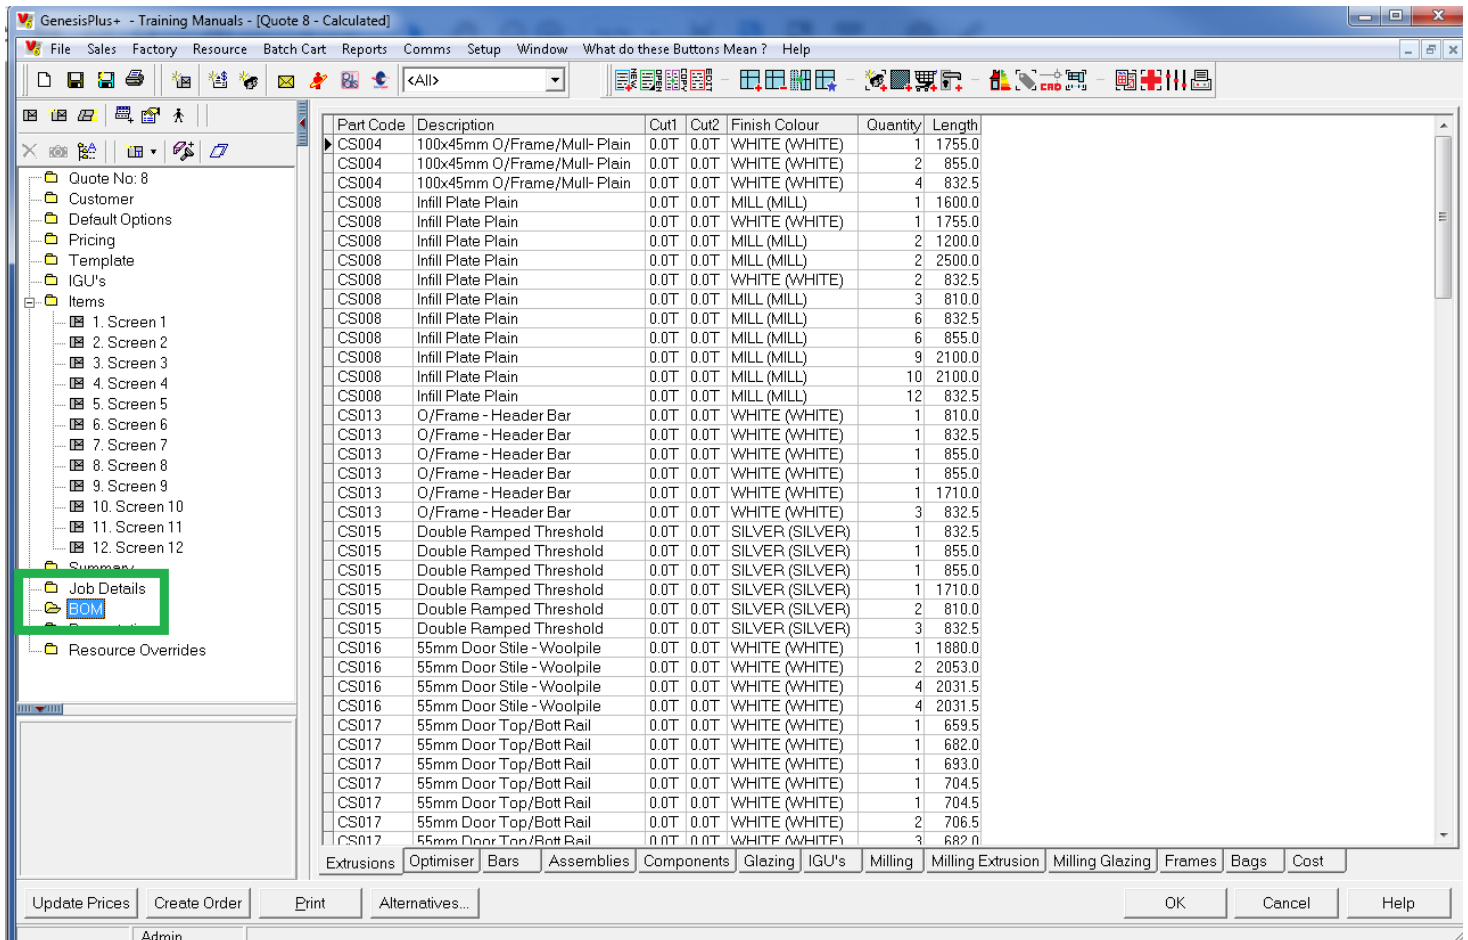 GenesisPlus+ - Training Manuals - [Quote 8 - Calculated]
File Sales Factory Resource Batch Cart Reports Comms Setup Window What do these Buttons Mean ? Help
<All>
Quote No: 8
Customer
Default Options
Pricing
Template
IGU's
Items
1. Screen 1
2. Screen 2
3. Screen 3
4. Screen 4
5. Screen 5
6. Screen 6
7. Screen 7
8. Screen 8
9. Screen 9
10. Screen 10
11. Screen 11
12. Screen 12
Summary
Job Details
BOM
Resource Overrides
Part Code Description Cut1 Cut2 Finish Colour Quantity Length
CS004 100x45mm O/Frame/Mull- Plain 0.0T 0.0T WHITE (WHITE) 1 1755.0
CS004 100x45mm O/Frame/Mull- Plain 0.0T 0.0T WHITE (WHITE) 2 855.0
CS004 100x45mm O/Frame/Mull- Plain 0.0T 0.0T WHITE (WHITE) 4 832.5
CS008 Infill Plate Plain 0.0T 0.0T MILL (MILL) 1 1600.0
CS008 Infill Plate Plain 0.0T 0.0T WHITE (WHITE) 1 1755.0
CS008 Infill Plate Plain 0.0T 0.0T MILL (MILL) 2 1200.0
CS008 Infill Plate Plain 0.0T 0.0T MILL (MILL) 2 2500.0
CS008 Infill Plate Plain 0.0T 0.0T WHITE (WHITE) 2 832.5
CS008 Infill Plate Plain 0.0T 0.0T MILL (MILL) 3 810.0
CS008 Infill Plate Plain 0.0T 0.0T MILL (MILL) 6 832.5
CS008 Infill Plate Plain 0.0T 0.0T MILL (MILL) 6 855.0
CS008 Infill Plate Plain 0.0T 0.0T MILL (MILL) 9 2100.0
CS008 Infill Plate Plain 0.0T 0.0T MILL (MILL) 10 2100.0
CS008 Infill Plate Plain 0.0T 0.0T MILL (MILL) 12 832.5
CS013 O/Frame - Header Bar 0.0T 0.0T WHITE (WHITE) 1 810.0
CS013 O/Frame - Header Bar 0.0T 0.0T WHITE (WHITE) 1 832.5
CS013 O/Frame - Header Bar 0.0T 0.0T WHITE (WHITE) 1 855.0
CS013 O/Frame - Header Bar 0.0T 0.0T WHITE (WHITE) 1 855.0
CS013 O/Frame - Header Bar 0.0T 0.0T WHITE (WHITE) 1 1710.0
CS013 O/Frame - Header Bar 0.0T 0.0T WHITE (WHITE) 3 832.5
CS015 Double Ramped Threshold 0.0T 0.0T SILVER (SILVER) 1 832.5
CS015 Double Ramped Threshold 0.0T 0.0T SILVER (SILVER) 1 855.0
CS015 Double Ramped Threshold 0.0T 0.0T SILVER (SILVER) 1 855.0
CS015 Double Ramped Threshold 0.0T 0.0T SILVER (SILVER) 1 1710.0
CS015 Double Ramped Threshold 0.0T 0.0T SILVER (SILVER) 2 810.0
CS015 Double Ramped Threshold 0.0T 0.0T SILVER (SILVER) 3 832.5
CS016 55mm Door Stile - Woolpile 0.0T 0.0T WHITE (WHITE) 1 1880.0
CS016 55mm Door Stile - Woolpile 0.0T 0.0T WHITE (WHITE) 2 2053.0
CS016 55mm Door Stile - Woolpile 0.0T 0.0T WHITE (WHITE) 4 2031.5
CS016 55mm Door Stile - Woolpile 0.0T 0.0T WHITE (WHITE) 4 2031.5
CS017 55mm Door Top/Bott Rail 0.0T 0.0T WHITE (WHITE) 1 659.5
CS017 55mm Door Top/Bott Rail 0.0T 0.0T WHITE (WHITE) 1 682.0
CS017 55mm Door Top/Bott Rail 0.0T 0.0T WHITE (WHITE) 1 693.0
CS017 55mm Door Top/Bott Rail 0.0T 0.0T WHITE (WHITE) 1 704.5
CS017 55mm Door Top/Bott Rail 0.0T 0.0T WHITE (WHITE) 1 704.5
CS017 55mm Door Top/Bott Rail 0.0T 0.0T WHITE (WHITE) 2 706.5
CS017 55mm Door Top/Bott Rail 0.0T 0.0T WHITE (WHITE) 3 682.0
Extrusions Optimiser Bars Assemblies Components Glazing IGU's Milling Milling Extrusion Milling Glazing Frames Bags Cost
Update Prices Create Order Print Alternatives... OK Cancel Help
Admin